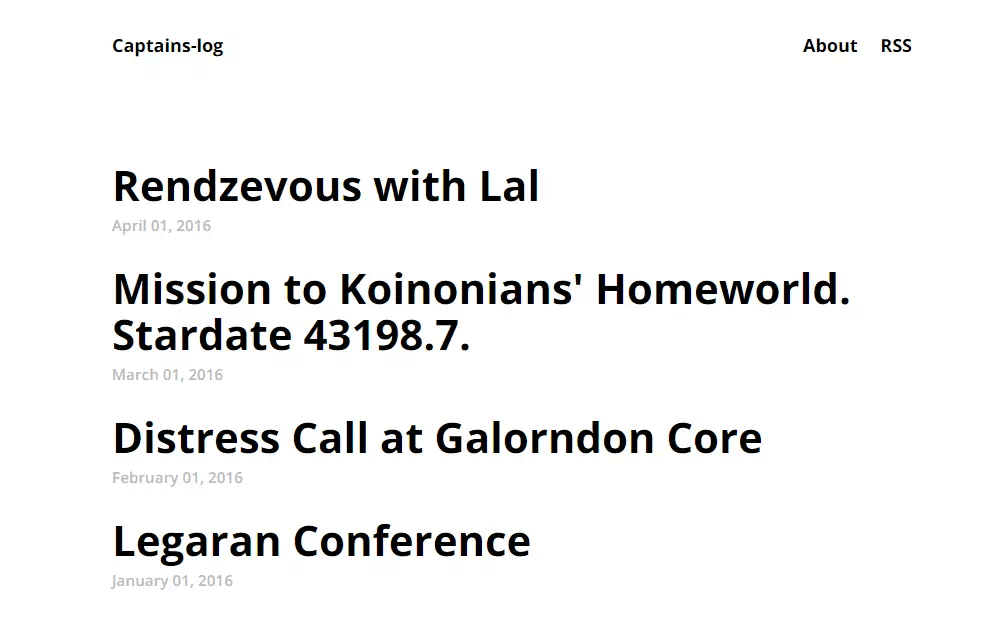 Captains-log
About RSS
Rendzevous with Lal
April 01, 2016
Mission to Koinonians' Homeworld.
Stardate 43198.7.
March 01, 2016
Distress Call at Galorndon Core
February 01, 2016
Legaran Conference
January 01, 2016